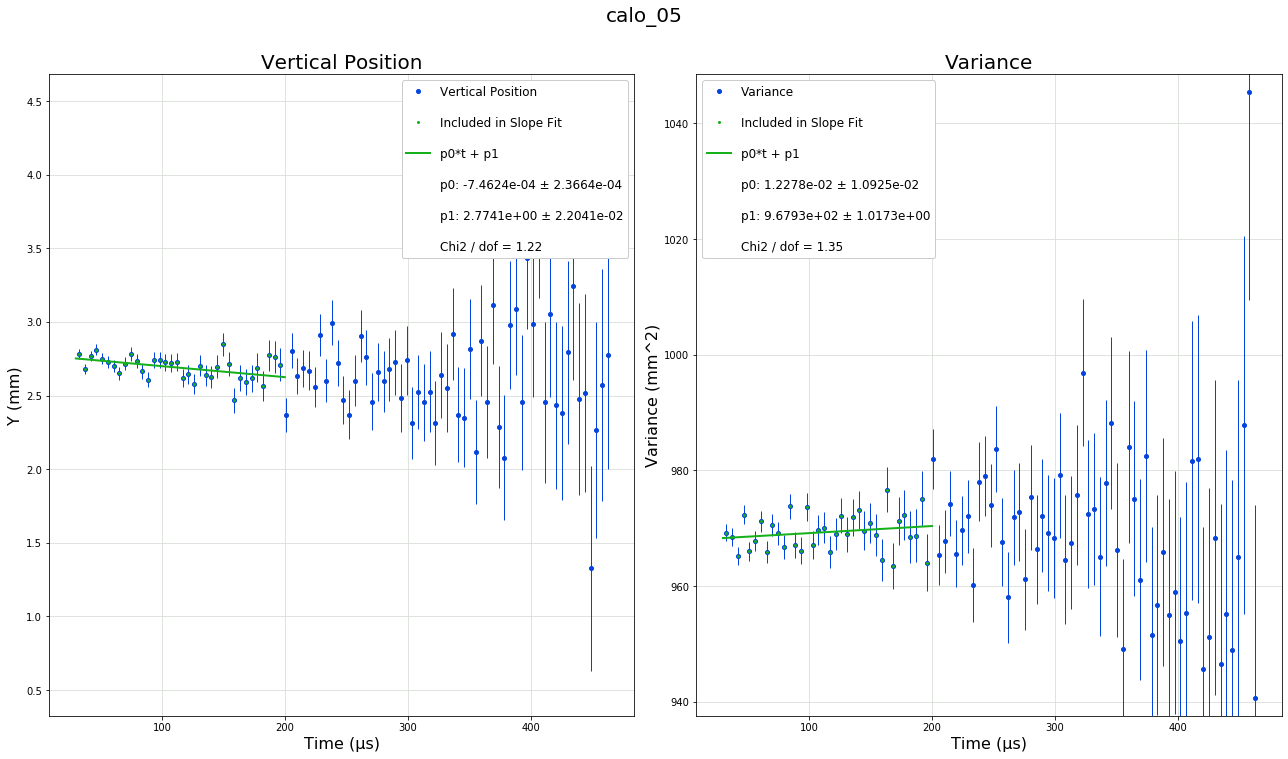 calo_05
Vertical Position
4.5
4.0
3.5
3.0
2.5
2.0
1.5
1.0
0.5
Y (mm)
100
200
300
400
Time (µs)
Vertical Position
Included in Slope Fit
p0*t + p1
p0: -7.4624e-04 ± 2.3664e-04
p1: 2.7741e+00 ± 2.2041e-02
Chi2 / dof = 1.22
Variance
1040
1020
1000
980
960
940
Variance (mm^2)
100
200
300
400
Time (µs)
Variance
Included in Slope Fit
p0*t + p1
p0: 1.2278e-02 ± 1.0925e-02
p1: 9.6793e+02 ± 1.0173e+00
Chi2 / dof = 1.35